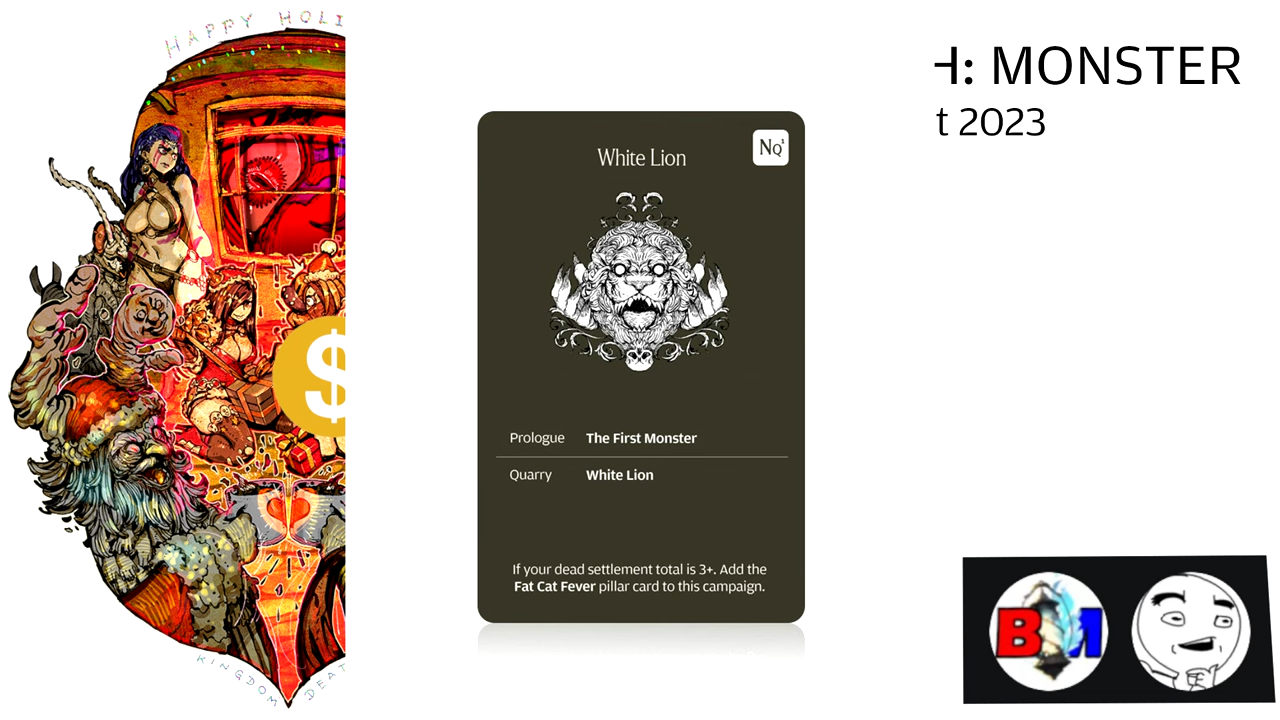 HAPPY HOLI
H: MONSTER
t 2023
White Lion
NQ¹
$
Prologue The First Monster
Quarry White Lion
If your dead settlement total is 3+. Add the
Fat Cat Fever pillar card to this campaign.
BM
KINGDOM DEAT